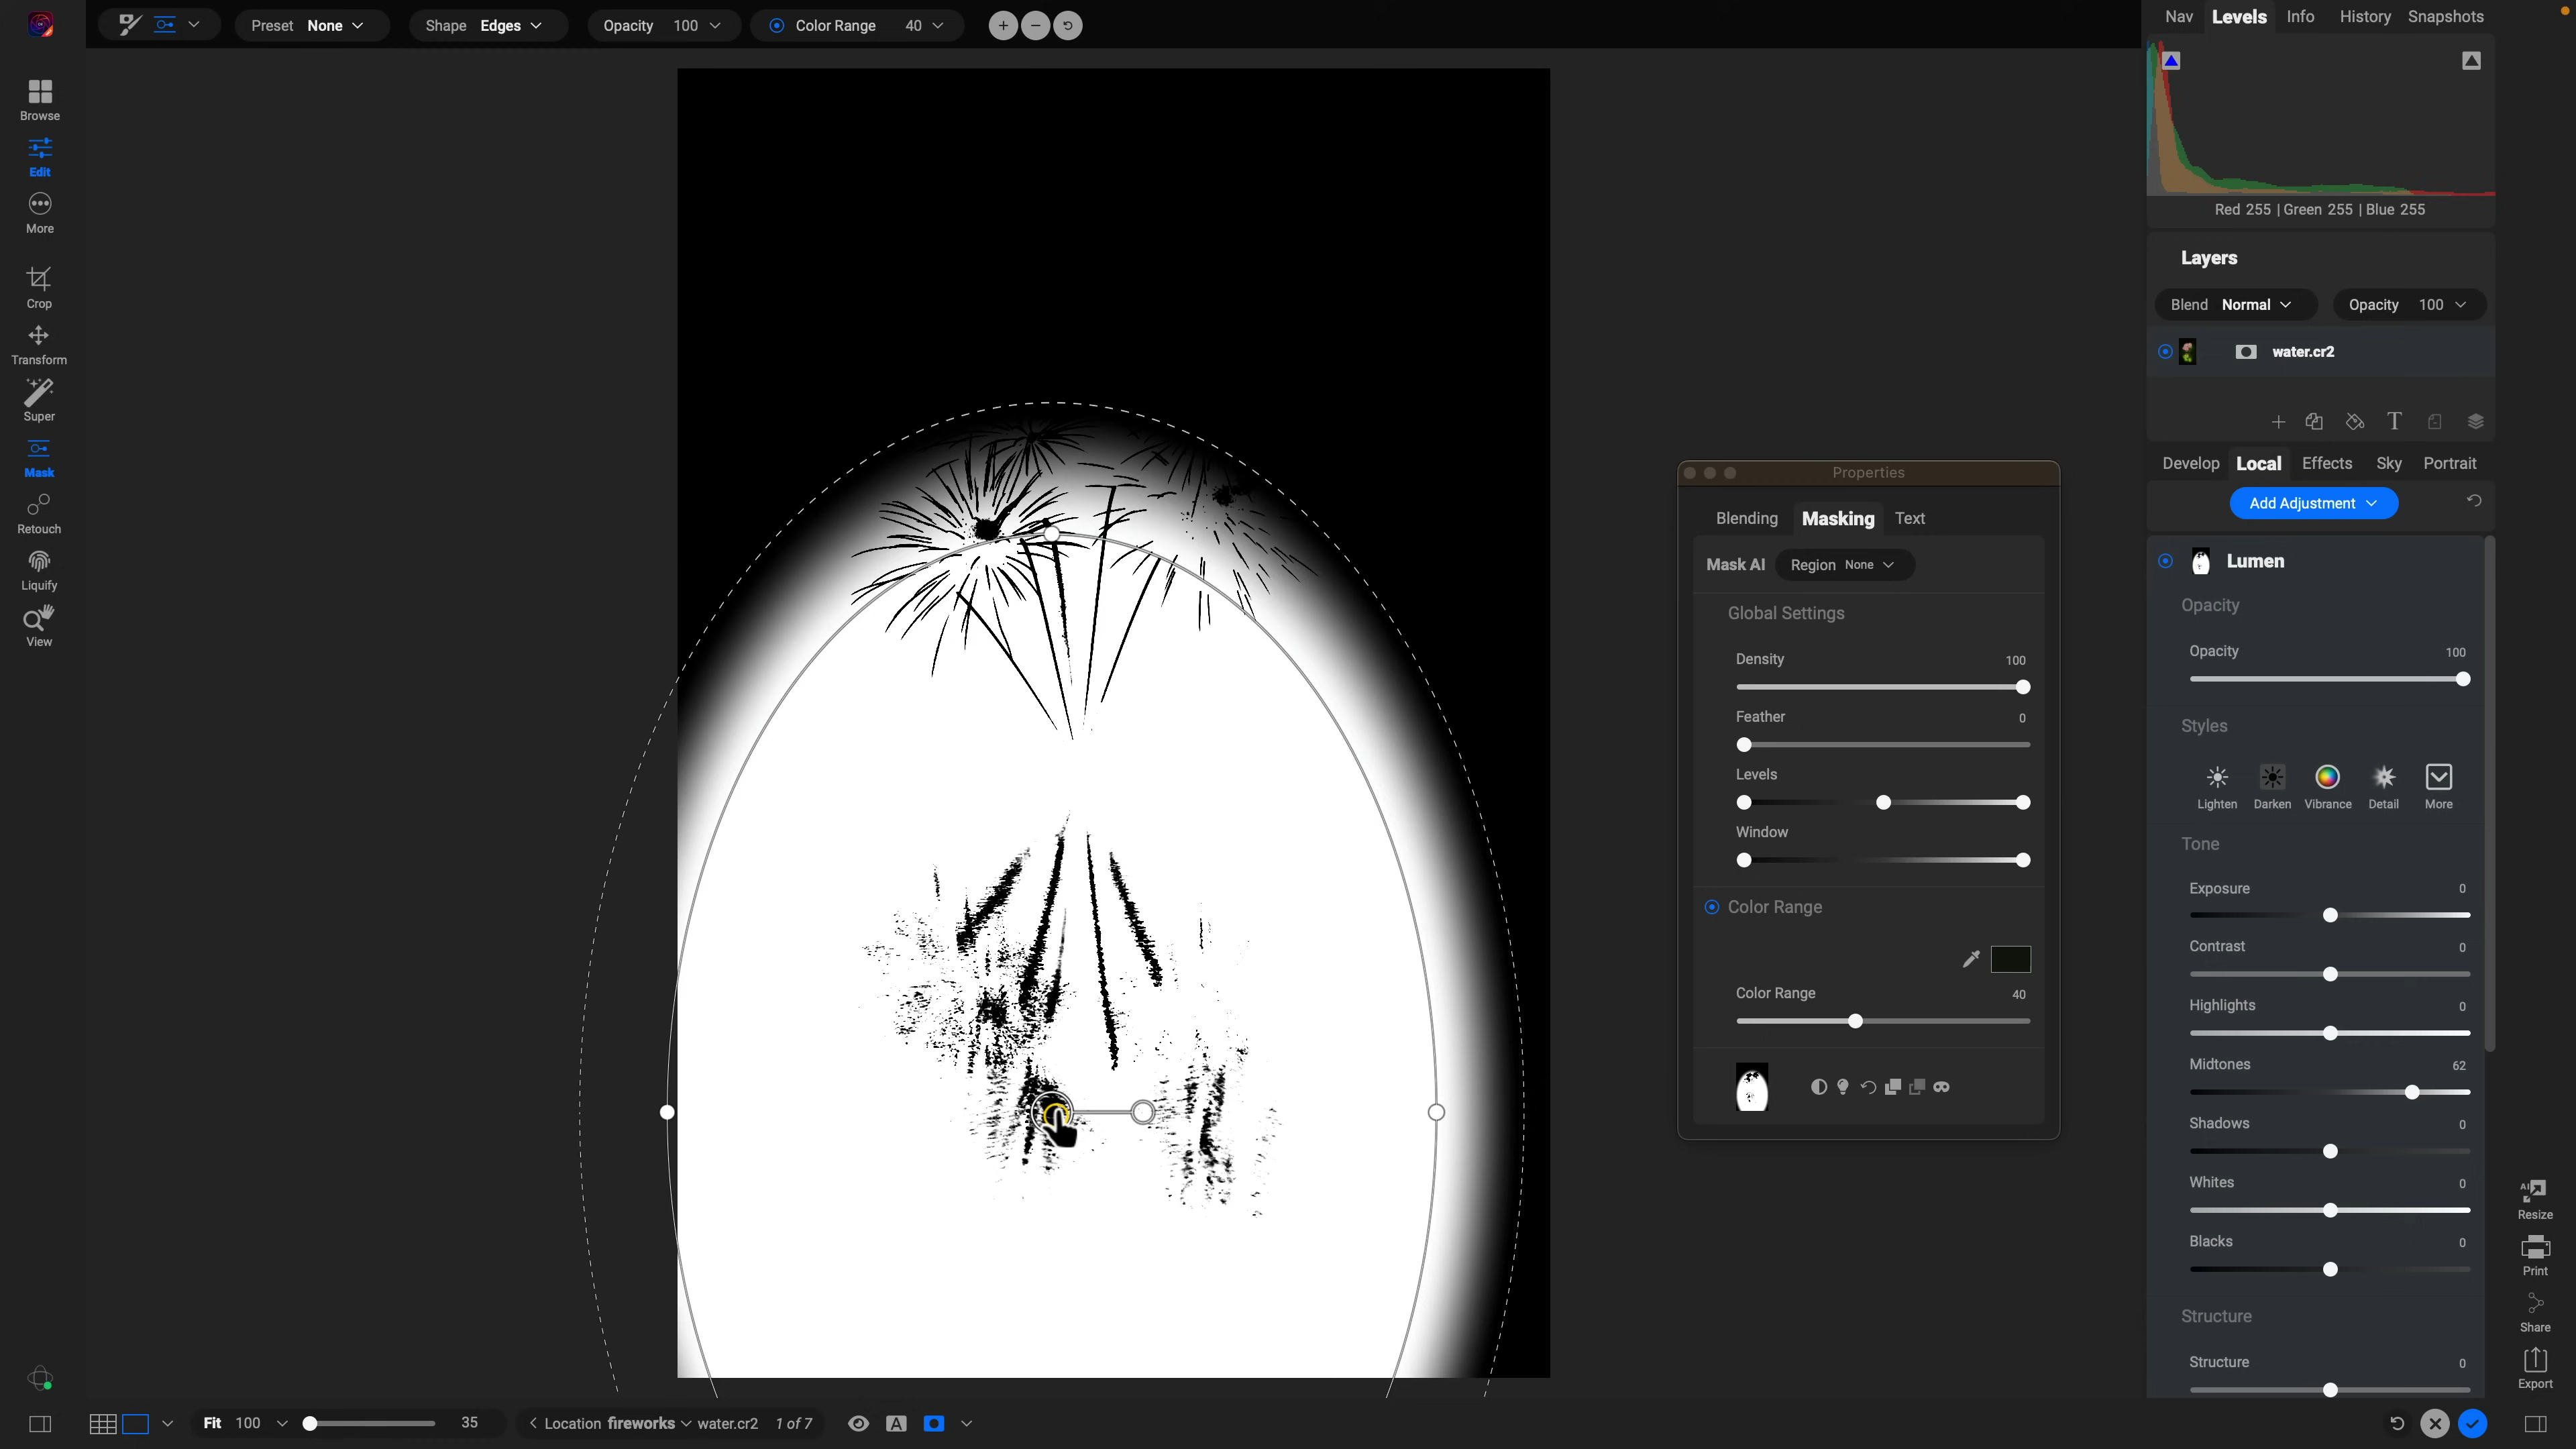 Preset None
Shape Edges
Opacity 100
Color Range 40
Nav Levels Info History Snapshots
Red 255 | Green 255 | Blue 255
Layers
Blend Normal
Opacity 100
water.cr2
T
Develop Local Effects Sky Portrait
Add Adjustment
Lumen
Opacity
Opacity 100
Styles
Lighten Darken Vibrance Detail More
Tone
Exposure 0
Contrast 0
Highlights 0
Midtones 62
Shadows 0
Whites 0
Blacks 0
Structure
Structure 0
Browse
Edit
More
Crop
Transform
Super
Mask
Retouch
Liquify
View
Properties
Blending Masking Text
Mask AI Region None
Global Settings
Density 100
Feather 0
Levels
Window
Color Range
Color Range 40
AI
Resize
Print
Share
Export
Fit 100 35
Location fireworks water.cr2 1 of 7
A